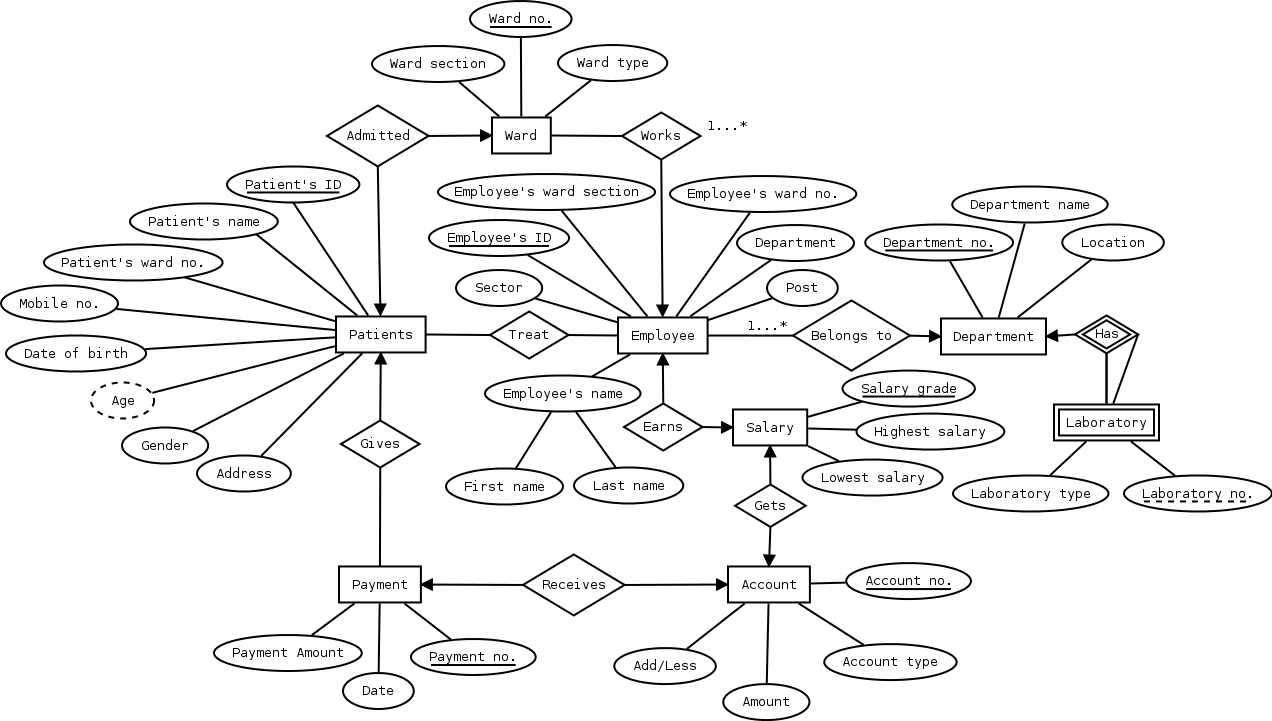 Ward no.
Ward section
Ward type
Admitted
Ward
Works
1...*
Patient's ID
Employee's ward section
Employee's ward no.
Department name
Patient's name
Employee's ID
Department
Department no.
Location
Patient's ward no.
Sector
Post
Mobile no.
Patients
Treat
Employee
1...*
Belongs to
Department
Has
Date of birth
Age
Employee's name
Salary grade
Gender
Gives
Earns
Salary
Highest salary
Laboratory
Address
First name
Last name
Lowest salary
Laboratory type
Laboratory no.
Gets
Payment
Receives
Account
Account no.
Payment Amount
Payment no.
Add/Less
Account type
Date
Amount